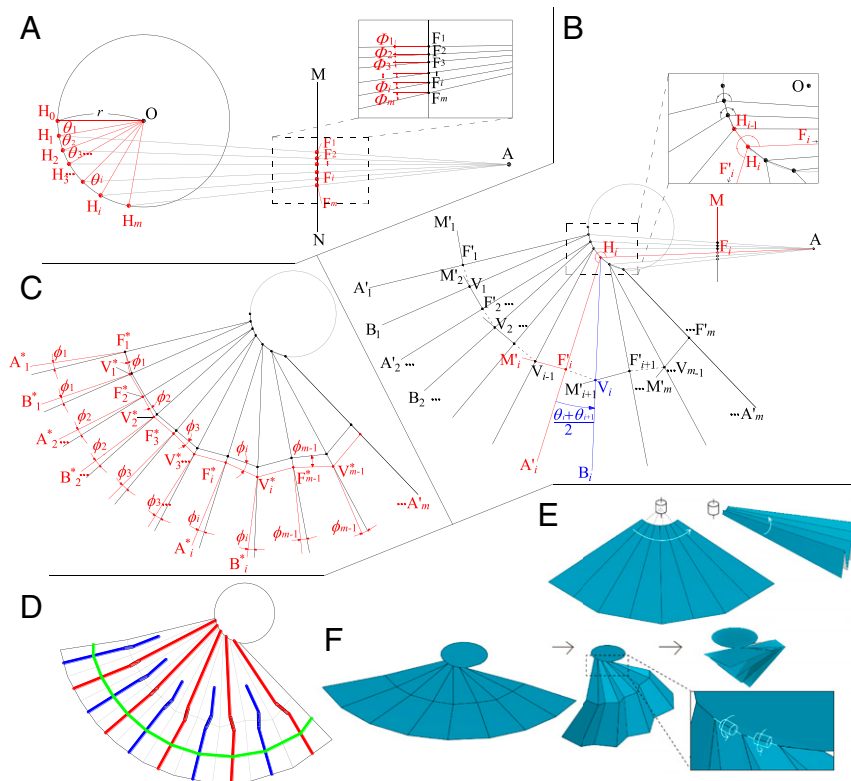 A
H₀
r
O
H₁
θ₁
H₂
θ₂
H₃...
θ₃...
θᵢ
Hᵢ
Hₘ
M
F₁
F₂
Fᵢ
Fₘ
N
A
Φ₁
F₁
Φ₂
F₂
Φ₃
F₃
Φᵢ
Fᵢ
Φₘ
Fₘ
B
O
Hᵢ₋₁
Fᵢ
Hᵢ
F'ᵢ
M
Hᵢ
Fᵢ
A
M'₁
F'₁
M'₂
V₁
A'₁
F'₂...
B₁
V₂...
A'₂...
M'ᵢ
F'ᵢ
Vᵢ₋₁
F'ᵢ₊₁
...F'ₘ
M'ᵢ₊₁
Vᵢ
...Vₘ₋₁
...M'ₘ
B₂...
θᵢ+θᵢ₊₁
2
...A'ₘ
A'ᵢ
Bᵢ
C
F*₁
A*₁
ϕ₁
V*₁
ϕ₁
B*₁
ϕ₁
F*₂
V*₂
ϕ₂
A*₂...
ϕ₂
F*₃
ϕ₃
B*₂...
ϕ₂
V*₃...
F*ᵢ
ϕᵢ
V*ᵢ
ϕₘ₋₁
F*ₘ₋₁
V*ₘ₋₁
ϕ₃...
ϕᵢ
A*ᵢ
ϕᵢ
B*ᵢ
ϕₘ₋₁
ϕₘ₋₁
...A'ₘ
D
E
F